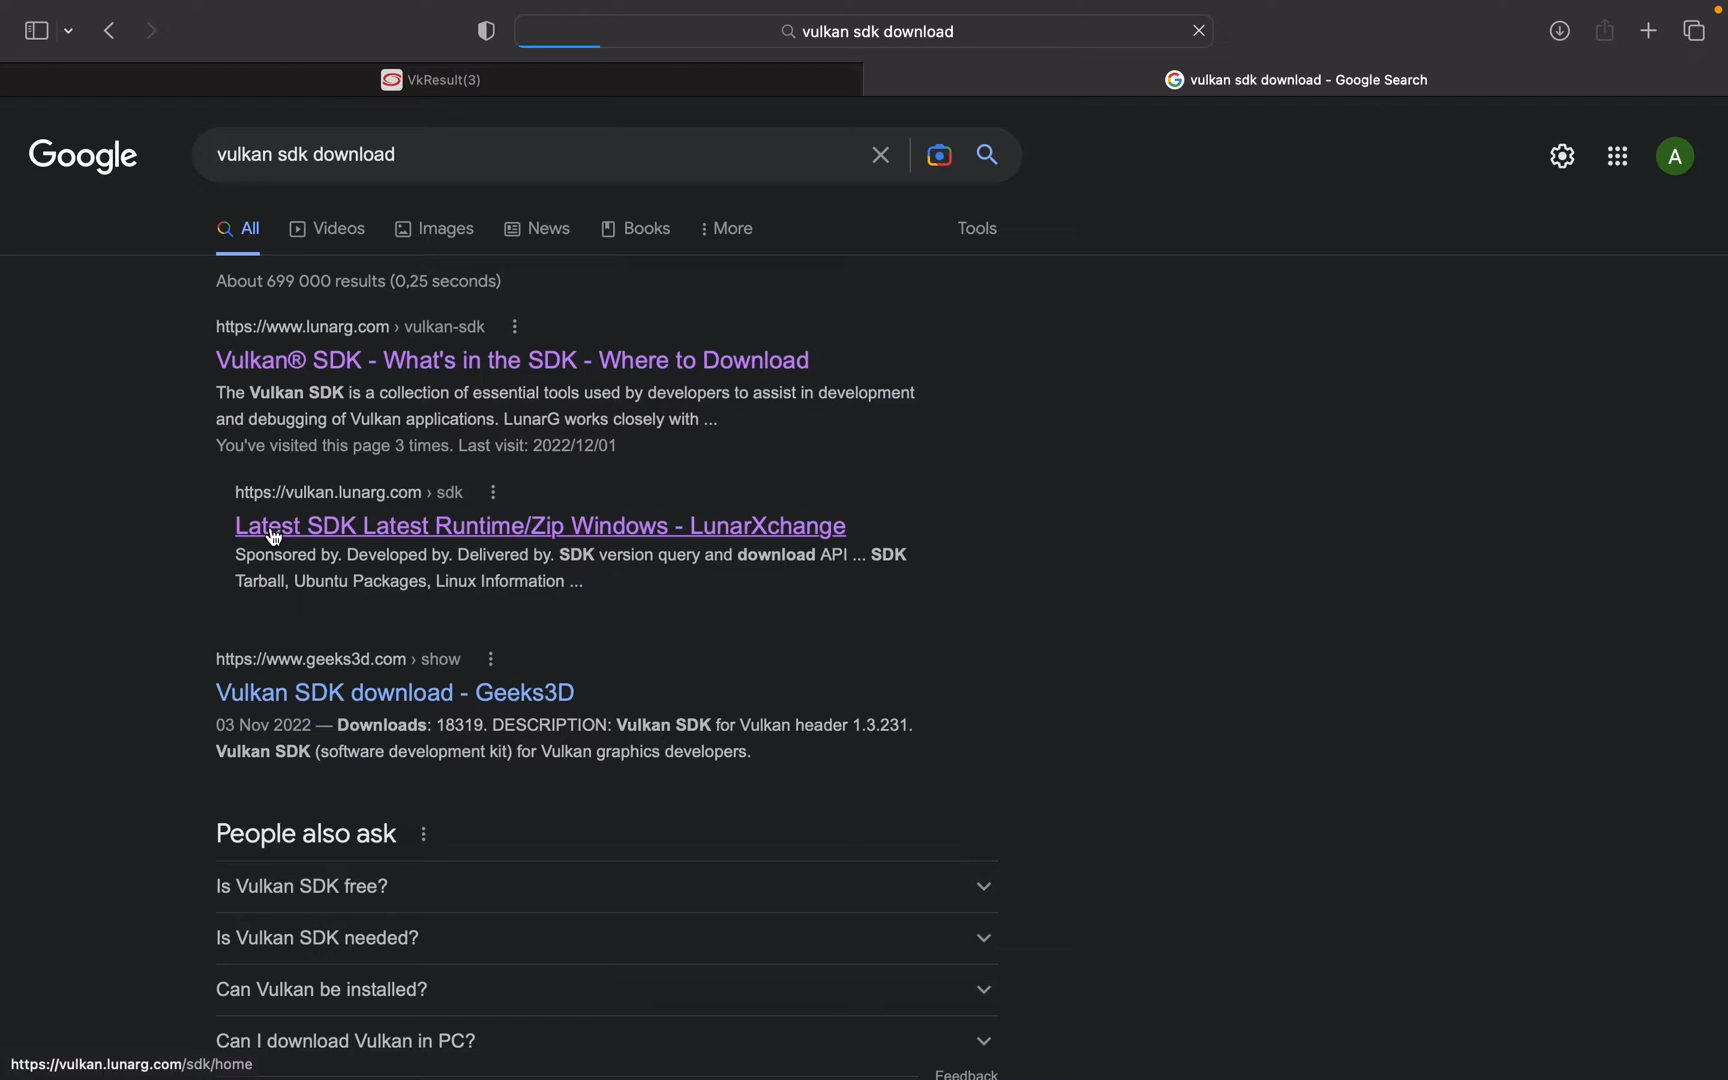 vulkan sdk download
VkResult(3)
vulkan sdk download - Google Search
Google
vulkan sdk download
A
All
Videos
Images
News
Books
More
Tools
About 699 000 results (0,25 seconds)
https://www.lunarg.com › vulkan-sdk
Vulkan® SDK - What's in the SDK - Where to Download
The Vulkan SDK is a collection of essential tools used by developers to assist in development
and debugging of Vulkan applications. LunarG works closely with ...
You've visited this page 3 times. Last visit: 2022/12/01
https://vulkan.lunarg.com › sdk
Latest SDK Latest Runtime/Zip Windows - LunarXchange
Sponsored by. Developed by. Delivered by. SDK version query and download API ... SDK
Tarball, Ubuntu Packages, Linux Information ...
https://www.geeks3d.com › show
Vulkan SDK download - Geeks3D
03 Nov 2022 — Downloads: 18319. DESCRIPTION: Vulkan SDK for Vulkan header 1.3.231.
Vulkan SDK (software development kit) for Vulkan graphics developers.
People also ask
Is Vulkan SDK free?
Is Vulkan SDK needed?
Can Vulkan be installed?
Can I download Vulkan in PC?
https://vulkan.lunarg.com/sdk/home
Feedback